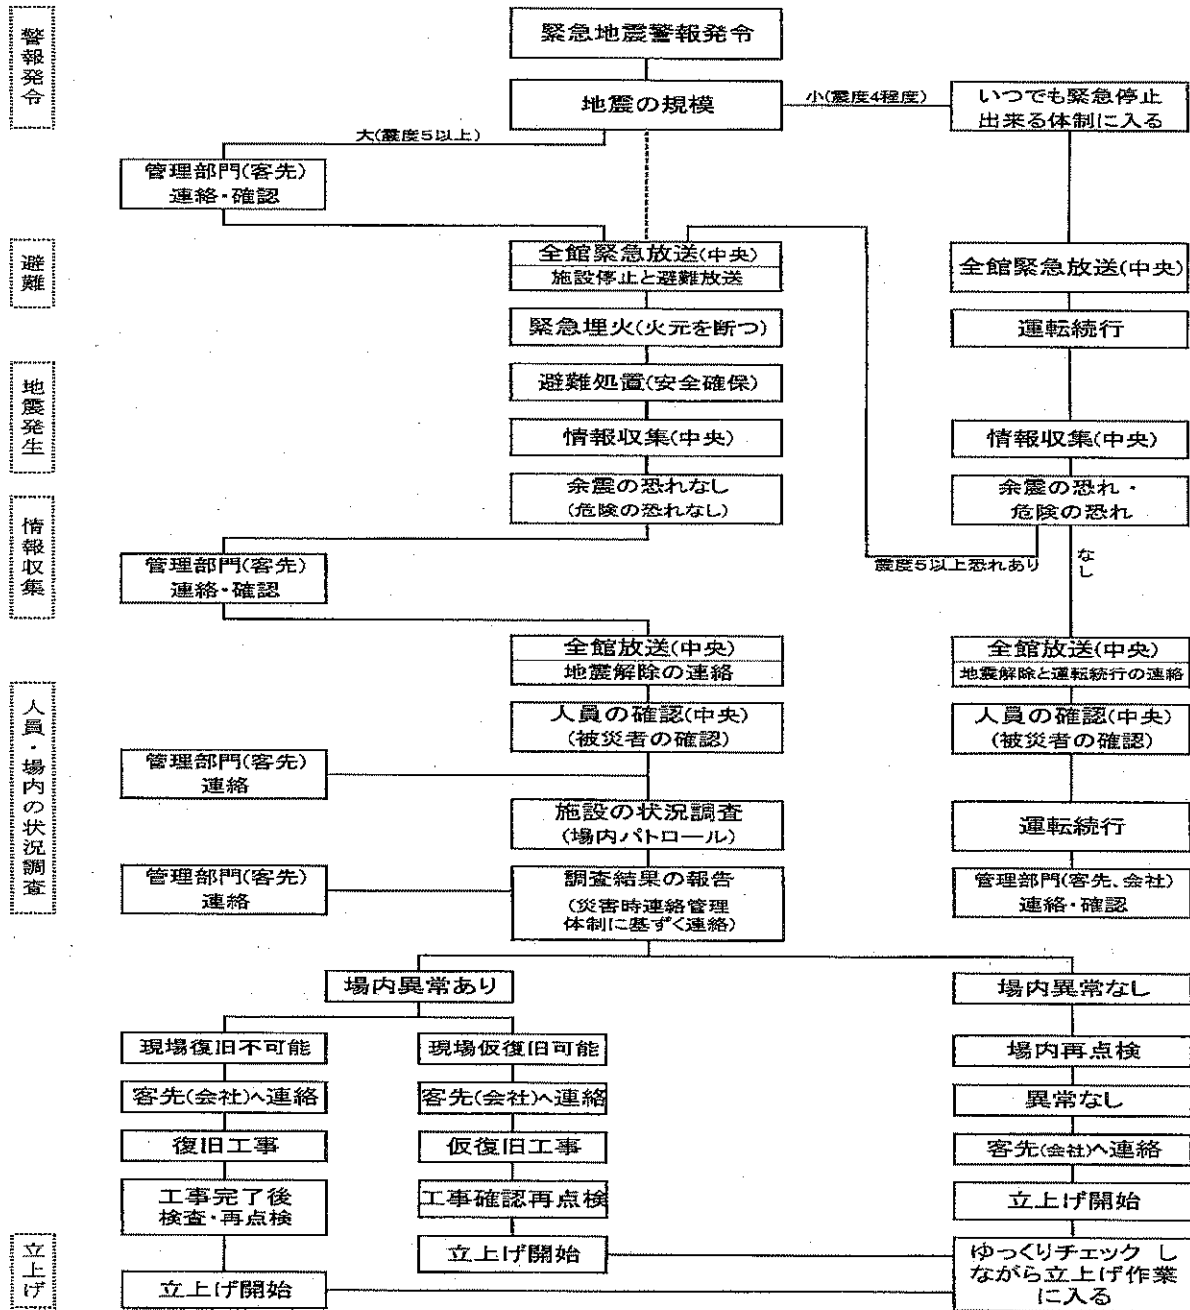 警報発令
緊急地震警報発令
地震の規模
小(震度4程度)
いつでも緊急停止
出来る体制に入る
大(震度5以上)
管理部門(客先)
連絡・確認
避難
全館緊急放送(中央)
施設停止と避難放送
全館緊急放送(中央)
緊急埋火(火元を断つ)
運転続行
地震発生
避難処置(安全確保)
情報収集(中央)
情報収集(中央)
余震の恐れなし
(危険の恐れなし)
余震の恐れ・
危険の恐れ
情報収集
管理部門(客先)
連絡・確認
震度5以上恐れあり
なし
全館放送(中央)
地震解除の連絡
全館放送(中央)
地震解除と運転続行の連絡
人員・場内の状況調査
人員の確認(中央)
(被災者の確認)
人員の確認(中央)
(被災者の確認)
管理部門(客先)
連絡
施設の状況調査
(場内パトロール)
運転続行
管理部門(客先)
連絡
調査結果の報告
(災害時連絡管理
体制に基ずく連絡)
管理部門(客先、会社)
連絡・確認
場内異常あり
場内異常なし
現場復旧不可能
現場仮復旧可能
場内再点検
客先(会社)へ連絡
客先(会社)へ連絡
異常なし
復旧工事
仮復旧工事
客先(会社)へ連絡
工事完了後
検査・再点検
工事確認再点検
立上げ開始
立上げ
立上げ開始
立上げ開始
ゆっくりチェック し
ながら立上げ作業
に入る